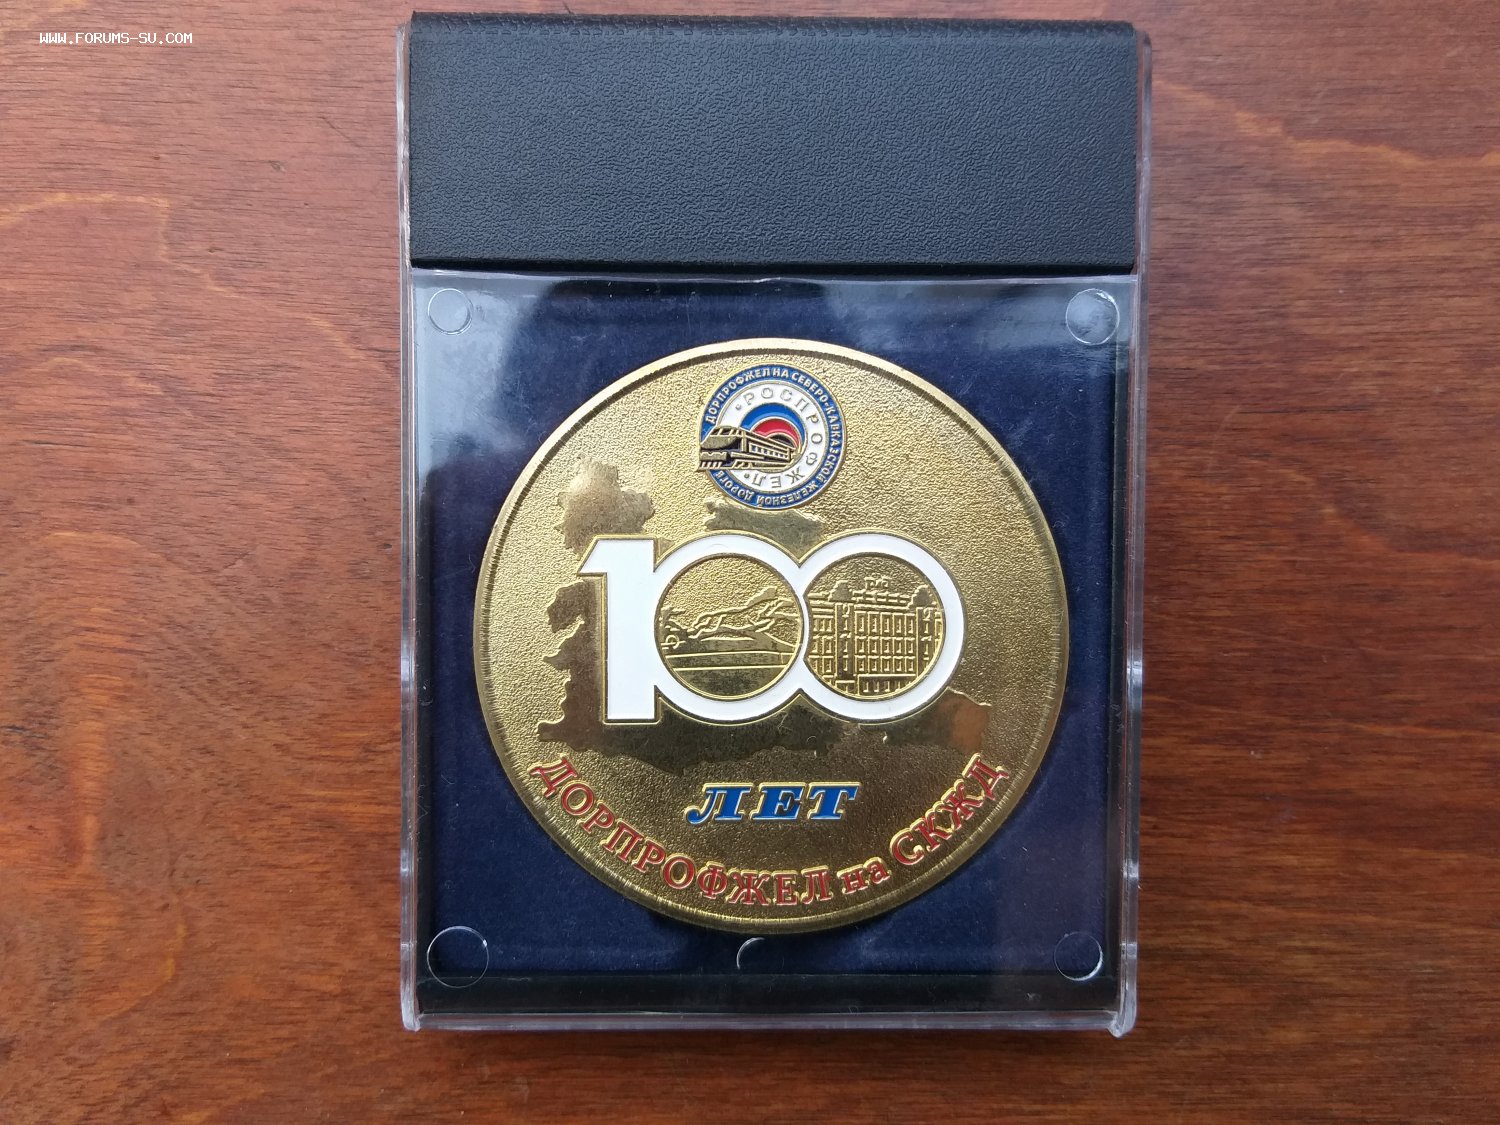 WWW.FORUMS-SU.COM
ДОРПРОФЖЕЛ НА СЕВЕРО-КАВКАЗСКОЙ ЖЕЛЕЗНОЙ ДОРОГЕ
РОСПРОФЖЕЛ
100
ЛЕТ
ДОРПРОФЖЕЛ на СКЖД